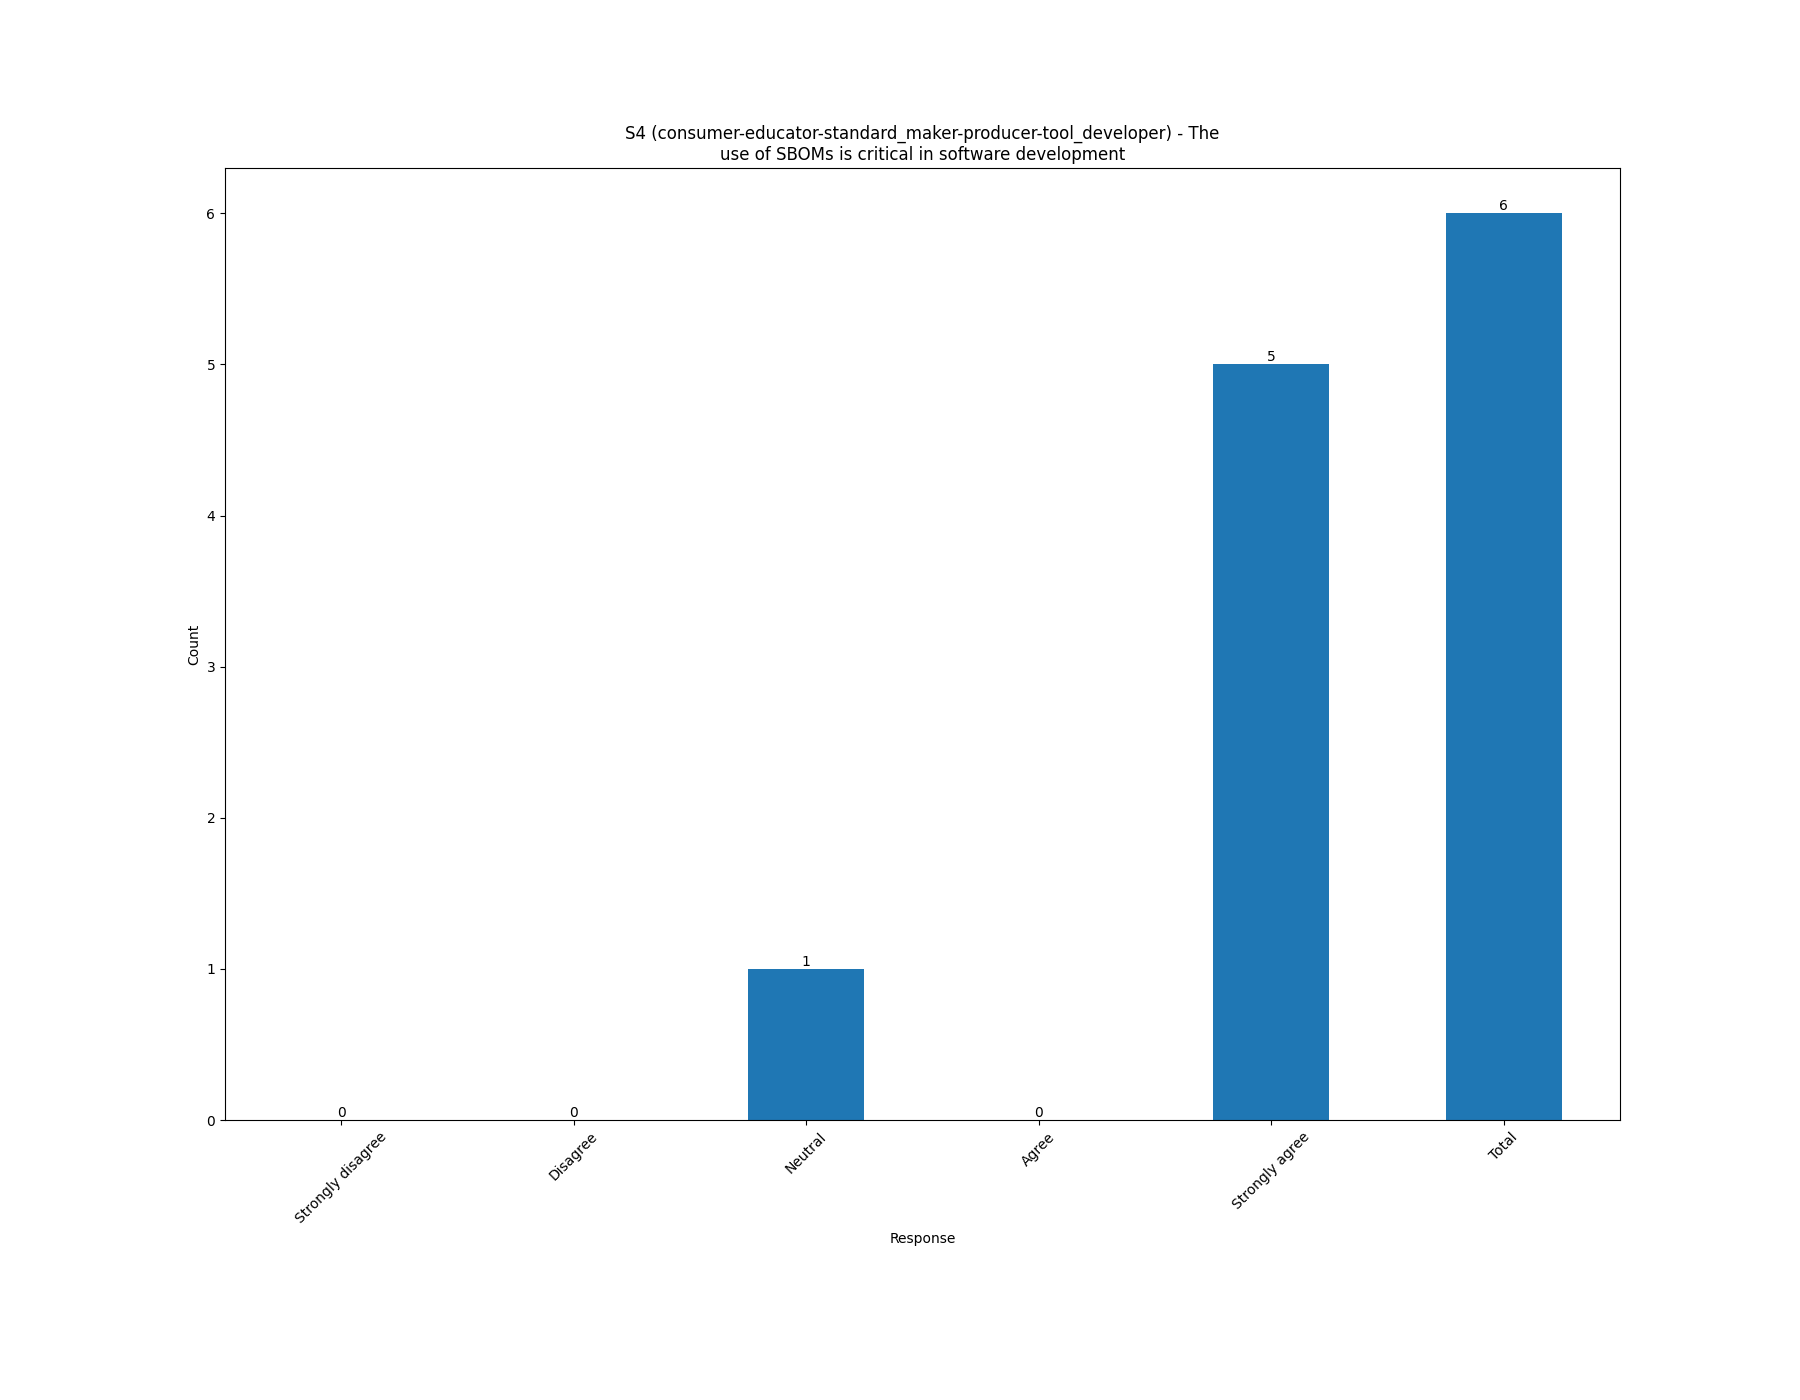 S4 (consumer-educator-standard_maker-producer-tool_developer) - The
use of SBOMs is critical in software development
6
5
4
3
2
1
0
Count
0
0
1
0
5
6
Strongly disagree
Disagree
Neutral
Agree
Strongly agree
Total
Response